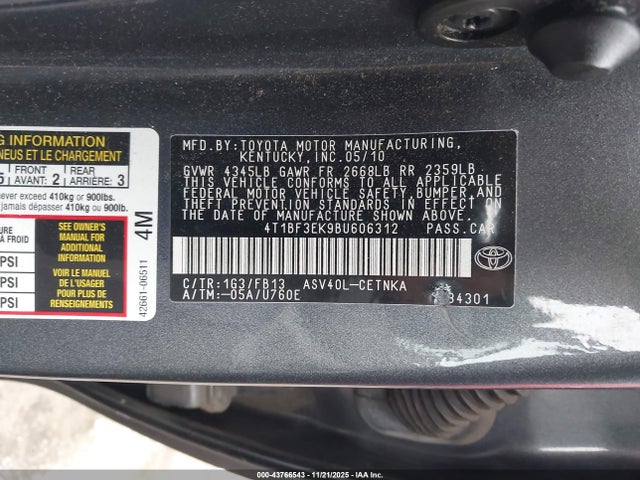 G INFORMATION
NEUS ET LE CHARGEMENT
5 FRONT AVANT: 2 REAR ARRIÈRE: 3
ever exceed 410kg or 900lbs.
jamais dépasser 410kg ou 900lb.
À FROID
PSI
PSI
PSI
SEE OWNER'S
MANUAL FOR
MORE
INFORMATION
VOIR LE MANUEL
DE L'USAGER
POUR PLUS DE
RENSEIGNEMENTS
4M
42661-06511
MFD.BY:TOYOTA MOTOR MANUFACTURING,
KENTUCKY,INC.05/10
GVWR 4345LB GAWR FR 2668LB RR 2359LB
THIS VEHICLE CONFORMS TO ALL APPLICABLE
FEDERAL MOTOR VEHICLE SAFETY, BUMPER, AND
THEFT PREVENTION STANDARDS IN EFFECT ON
THE DATE OF MANUFACTURE SHOWN ABOVE.
4T1BF3EK9BU606312 PASS.CAR
C/TR:1G3/FB13 ASV40L-CETNKA
A/TM:-05A/U760E 34301
TOYOTA
000-43766543 - 11/21/2025 - COPART